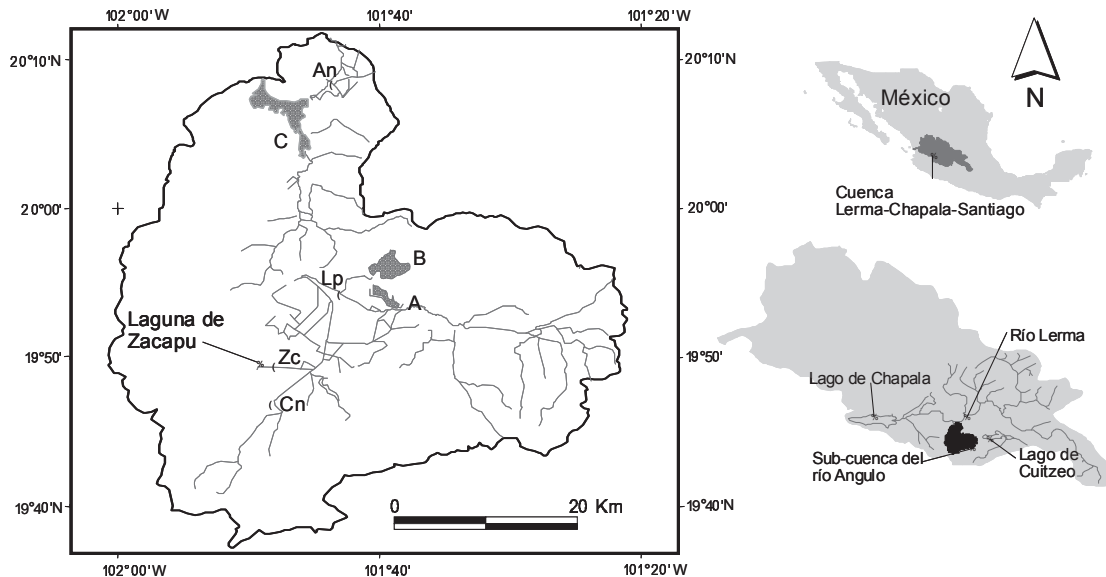 102°00'W
101°40'
101°20'W
20°10'N
20°10'N
An
C
20°00'
20°00'
B
Lp
A
Laguna de
Zacapu
Zc
19°50'
19°50'
Cn
0 20 Km
19°40'N
19°40'N
102°00'W
101°40'
101°20'W
N
México
Cuenca
Lerma-Chapala-Santiago
Río Lerma
Lago de Chapala
Sub-cuenca del
río Angulo
Lago de
Cuitzeo